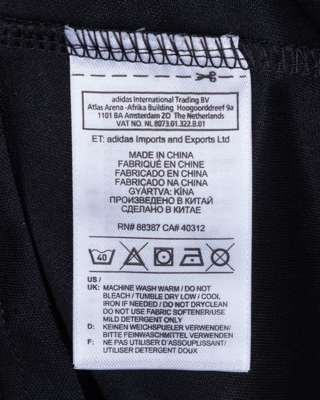 adidas International Trading BV
Atlas Arena -Afrika Building Hoogoorddreef 9a
1101 BA Amsterdam ZO The Netherlands
VAT NO. NL 8073.01.322.B.01
ET: adidas Imports and Exports Ltd
MADE IN CHINA
FABRIQUÉ EN CHINE
FABRICADO EN CHINA
FABRICADO NA CHINA
GYÁRTVA: KÍNA
ПРОИЗВЕДЕНО В КИТАЙ
СДЕЛАНО В КИТАЕ
RN# 88387 CA# 40312
40
US /
UK: MACHINE WASH WARM / DO NOT
BLEACH / TUMBLE DRY LOW / COOL
IRON IF NEEDED / DO NOT DRYCLEAN
DO NOT USE FABRIC SOFTENER/USE
MILD DETERGENT ONLY
D: KEINEN WEICHSPUELER VERWENDEN/
BITTE FEINWASCHMITTEL VERWENDEN
F: NE PAS UTILISER D'ASSOUPLISSANT/
UTILISER DETERGENT DOUX